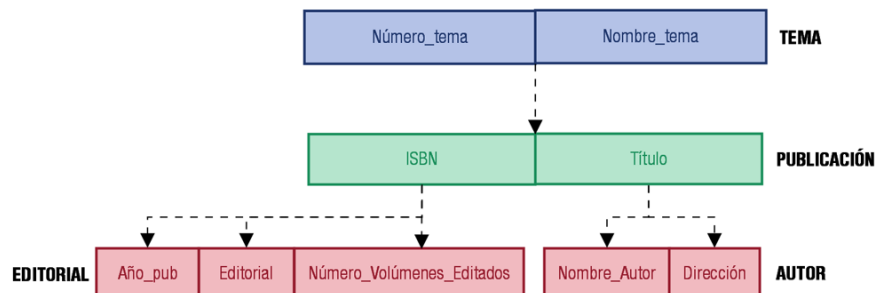 Número_tema Nombre_tema TEMA
ISBN Título PUBLICACIÓN
EDITORIAL Año_pub Editorial Número_Volúmenes_Editados Nombre_Autor Dirección AUTOR